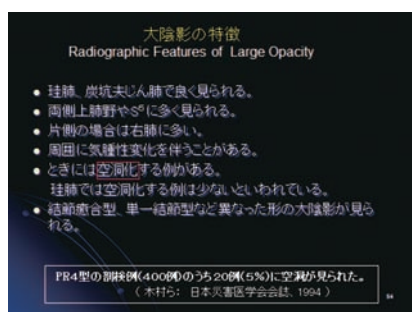 大陰影の特徴
Radiographic Features of Large Opacity
● 珪肺、炭坑夫じん肺で良く見られる。
● 両側上肺野やS⁶に多く見られる。
● 片側の場合は右肺に多い。
● 周囲に気腫性変化を伴うことがある。
● ときには空洞化する例がある。
珪肺では空洞化する例は少ないといわれている。
● 結節癒合型、単一結節型など異なった形の大陰影が見ら
れる。
PR4型の剖検例(400例)のうち20例(5%)に空洞が見られた。
(木村ら: 日本災害医学会会誌、1994)